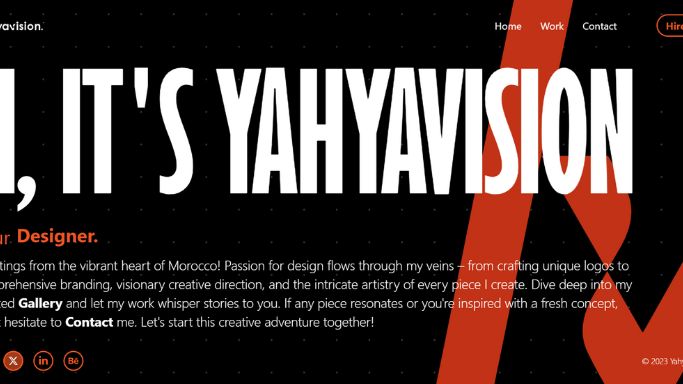 yavision.
Home Work Contact
Hire
, IT'S YAHYAVISION
ur Designer.
tings from the vibrant heart of Morocco! Passion for design flows through my veins – from crafting unique logos to
prehensive branding, visionary creative direction, and the intricate artistry of every piece I create. Dive deep into my
ted Gallery and let my work whisper stories to you. If any piece resonates or you're inspired with a fresh concept,
t hesitate to Contact me. Let's start this creative adventure together!
X in Bē
© 2023 Yahy